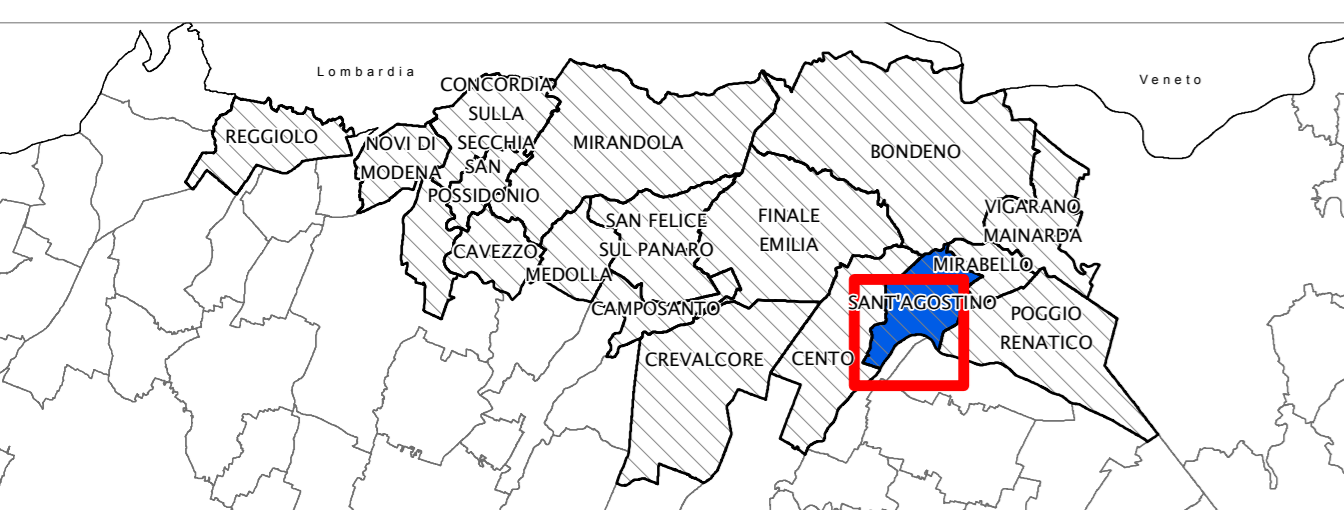 Lombardia
Veneto
CONCORDIA
SULLA
SECCHIA
REGGIOLO
NOVI DI
MODENA
SAN
POSSIDONIO
MIRANDOLA
BONDENO
VIGARANO
MAINARDA
SAN FELICE
SUL PANARO
FINALE
EMILIA
CAVEZZO
MEDOLLA
MIRABELLO
CAMPOSANTO
SANT'AGOSTINO
POGGIO
RENATICO
CREVALCORE
CENTO